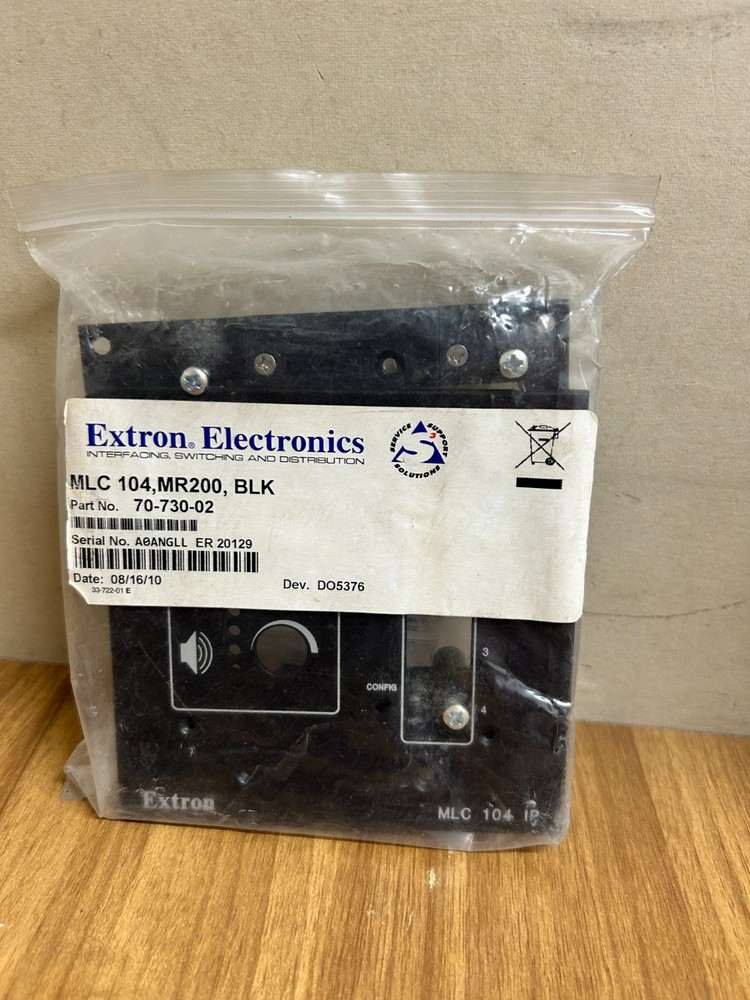 Extron® Electronics
INTERFACING, SWITCHING AND DISTRIBUTION
SERVICE SUPPORT SOLUTIONS
MLC 104,MR200, BLK
Part No. 70-730-02
Serial No. A0ANGLL ER 20129
Date: 08/16/10
Dev. DO5376
33-722-01 E
3
CONFIG
4
Extron
MLC 104 IP